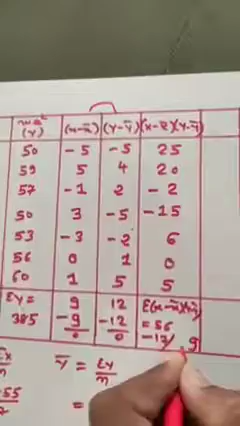 (Y) (x-x̄) (Y-Ȳ) (x-x̄)(Y-Ȳ)
50 -5 -5 25
59 5 4 20
57 -1 2 -2
50 3 -5 -15
53 -3 -2 6
56 0 1 0
60 1 5 5
ΣY= 9 12
385 -9 -12 =56
0 0 -17
Ȳ = ΣY/n
=